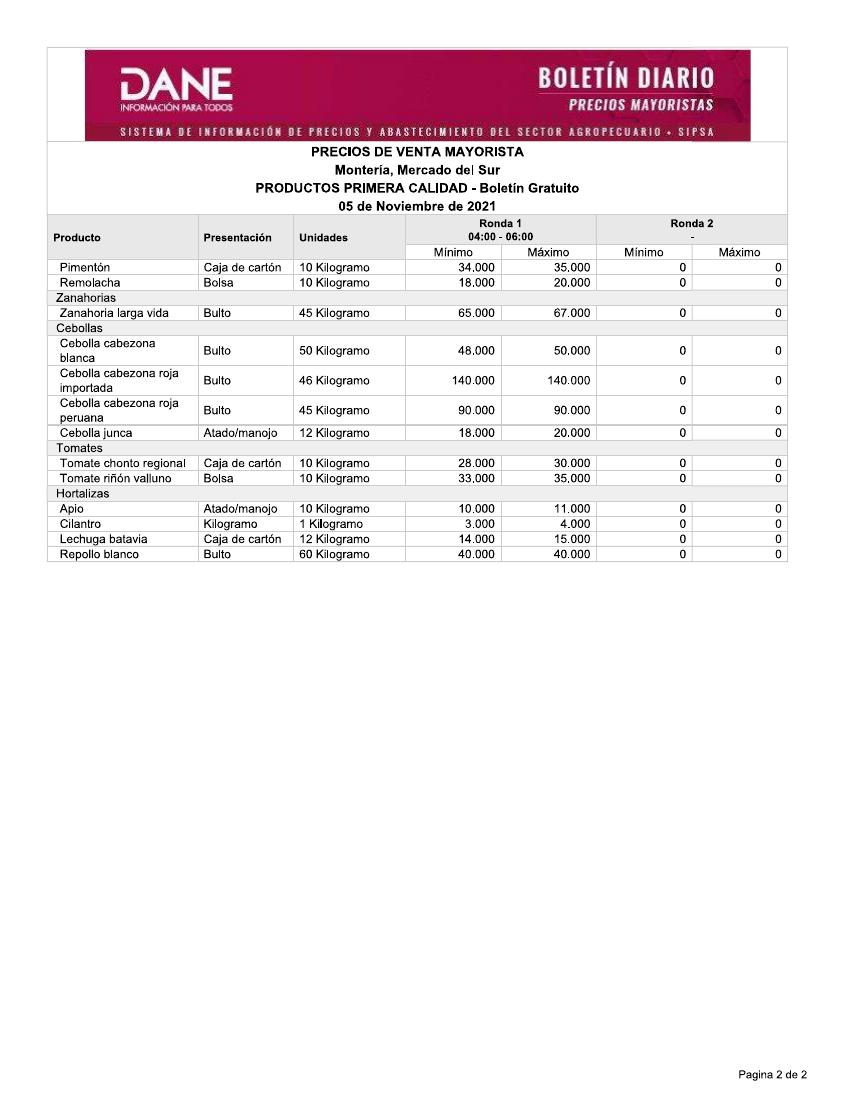 DANE
INFORMACIÓN PARA TODOS
BOLETÍN DIARIO
PRECIOS MAYORISTAS
SISTEMA DE INFORMACIÓN DE PRECIOS Y ABASTECIMIENTO DEL SECTOR AGROPECUARIO • SIPSA
PRECIOS DE VENTA MAYORISTA
Montería, Mercado del Sur
PRODUCTOS PRIMERA CALIDAD - Boletín Gratuito
05 de Noviembre de 2021
Producto Presentación Unidades Ronda 1 Ronda 2
04:00 - 06:00 -
Mínimo Máximo Mínimo Máximo
Pimentón Caja de cartón 10 Kilogramo 34.000 35.000 0 0
Remolacha Bolsa 10 Kilogramo 18.000 20.000 0 0
Zanahorias
Zanahoria larga vida Bulto 45 Kilogramo 65.000 67.000 0 0
Cebollas
Cebolla cabezona
blanca Bulto 50 Kilogramo 48.000 50.000 0 0
Cebolla cabezona roja
importada Bulto 46 Kilogramo 140.000 140.000 0 0
Cebolla cabezona roja
peruana Bulto 45 Kilogramo 90.000 90.000 0 0
Cebolla junca Atado/manojo 12 Kilogramo 18.000 20.000 0 0
Tomates
Tomate chonto regional Caja de cartón 10 Kilogramo 28.000 30.000 0 0
Tomate riñón valluno Bolsa 10 Kilogramo 33.000 35.000 0 0
Hortalizas
Apio Atado/manojo 10 Kilogramo 10.000 11.000 0 0
Cilantro Kilogramo 1 Kilogramo 3.000 4.000 0 0
Lechuga batavia Caja de cartón 12 Kilogramo 14.000 15.000 0 0
Repollo blanco Bulto 60 Kilogramo 40.000 40.000 0 0
Pagina 2 de 2